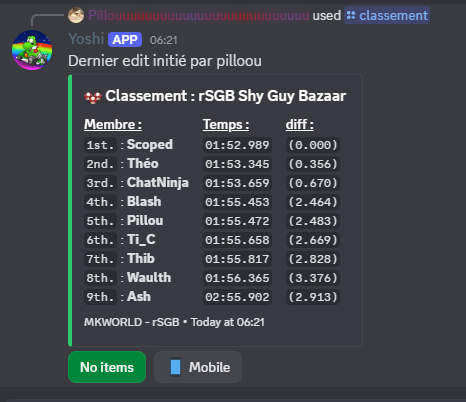 Pillouuuuuuuuuuuuuuuuuuuuuuuu used classement
Yoshi APP 06:21
Dernier edit initié par pilloou
Classement : rSGB Shy Guy Bazaar
Membre : Temps : diff :
1st. : Scoped 01:52.989 (0.000)
2nd. : Théo 01:53.345 (0.356)
3rd. : ChatNinja 01:53.659 (0.670)
4th. : Blash 01:55.453 (2.464)
5th. : Pillou 01:55.472 (2.483)
6th. : Ti_C 01:55.658 (2.669)
7th. : Thib 01:55.817 (2.828)
8th. : Waulth 01:56.365 (3.376)
9th. : Ash 02:55.902 (2.913)
MKWORLD - rSGB • Today at 06:21
No items Mobile